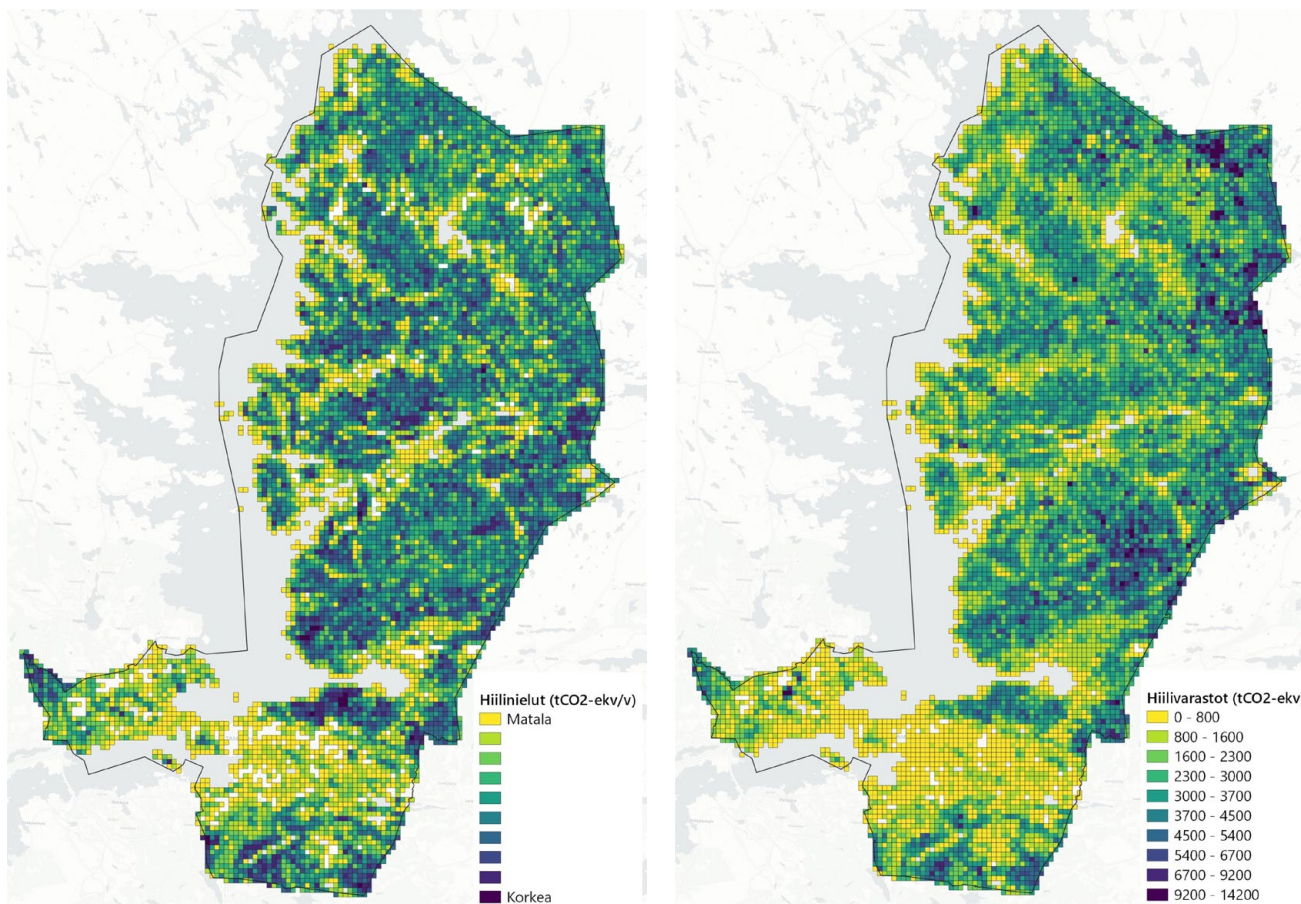 Hiilinielut (tCO2-ekv/v)
Matala
Korkea
Hiilivarastot (tCO2-ekv
0 - 800
800 - 1600
1600 - 2300
2300 - 3000
3000 - 3700
3700 - 4500
4500 - 5400
5400 - 6700
6700 - 9200
9200 - 14200